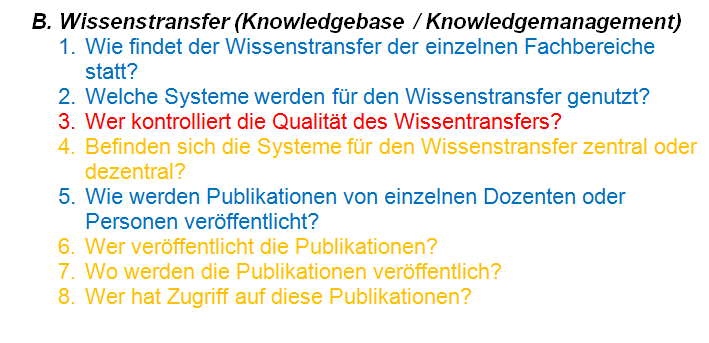 B. Wissenstransfer (Knowledgebase / Knowledgemanagement)
1. Wie findet der Wissenstransfer der einzelnen Fachbereiche
statt?
2. Welche Systeme werden für den Wissenstransfer genutzt?
3. Wer kontrolliert die Qualität des Wissentransfers?
4. Befinden sich die Systeme für den Wissenstransfer zentral oder
dezentral?
5. Wie werden Publikationen von einzelnen Dozenten oder
Personen veröffentlicht?
6. Wer veröffentlicht die Publikationen?
7. Wo werden die Publikationen veröffentlich?
8. Wer hat Zugriff auf diese Publikationen?